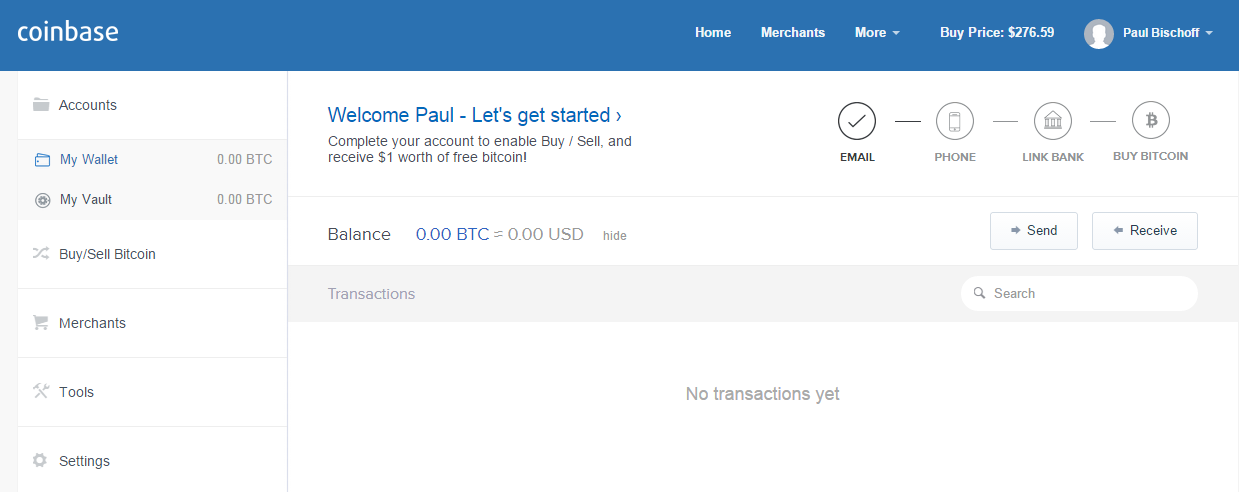 coinbase
Home Merchants More Buy Price: $276.59 Paul Bischoff
Accounts
My Wallet 0.00 BTC
My Vault 0.00 BTC
Buy/Sell Bitcoin
Merchants
Tools
Settings
Welcome Paul - Let's get started ›
Complete your account to enable Buy / Sell, and
receive $1 worth of free bitcoin!
EMAIL PHONE LINK BANK BUY BITCOIN
Balance 0.00 BTC ≈ 0.00 USD hide
Send Receive
Transactions
Search
No transactions yet